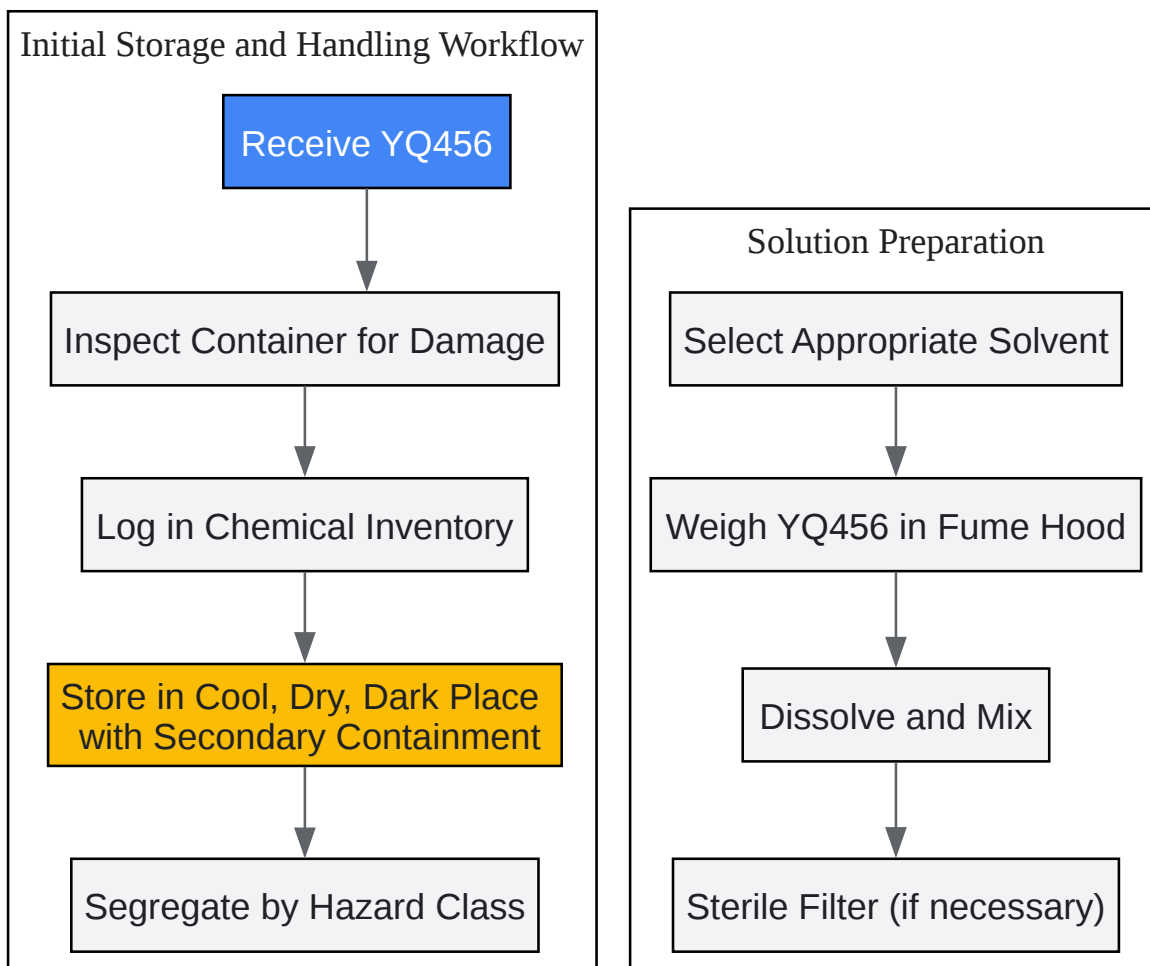 Initial Storage and Handling Workflow
Receive YQ456
Inspect Container for Damage
Log in Chemical Inventory
Store in Cool, Dry, Dark Place
with Secondary Containment
Segregate by Hazard Class
Solution Preparation
Select Appropriate Solvent
Weigh YQ456 in Fume Hood
Dissolve and Mix
Sterile Filter (if necessary)